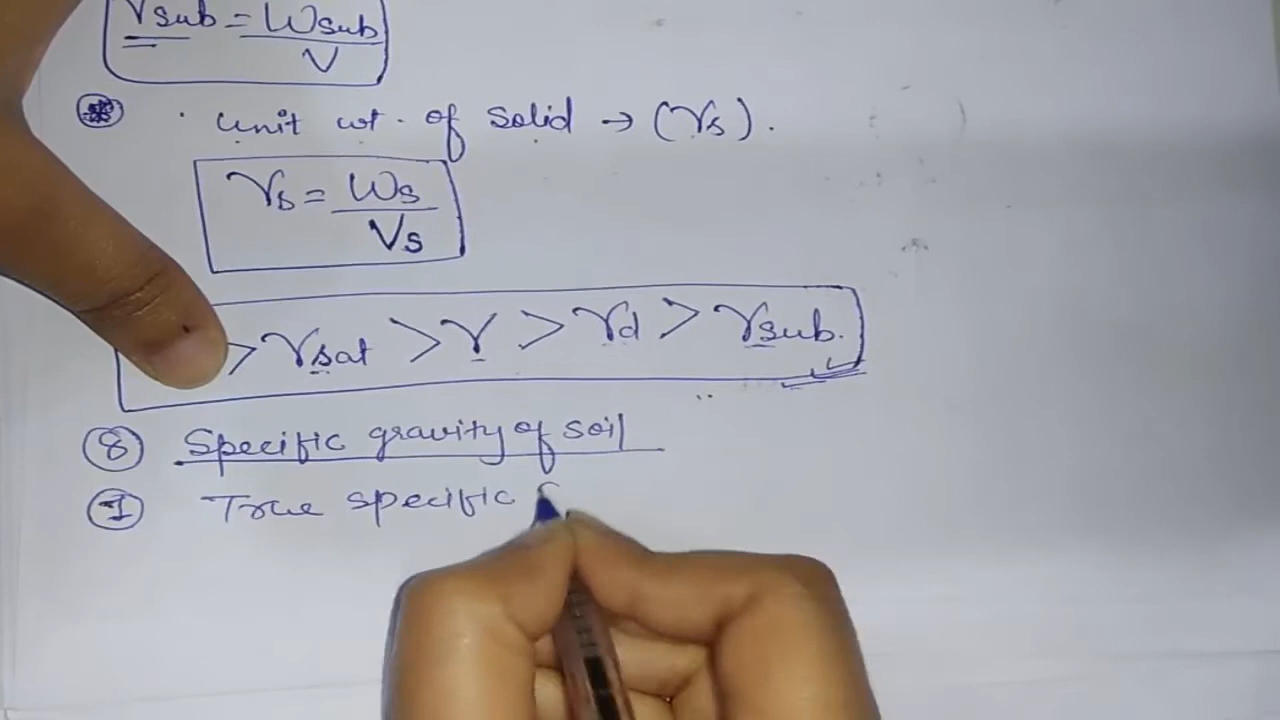 γsub = Wsub
V
unit wt. of solid → (γs).
γs = Ws
Vs
> γsat > γ > γd > γsub.
8 Specific gravity of soil
I True specific